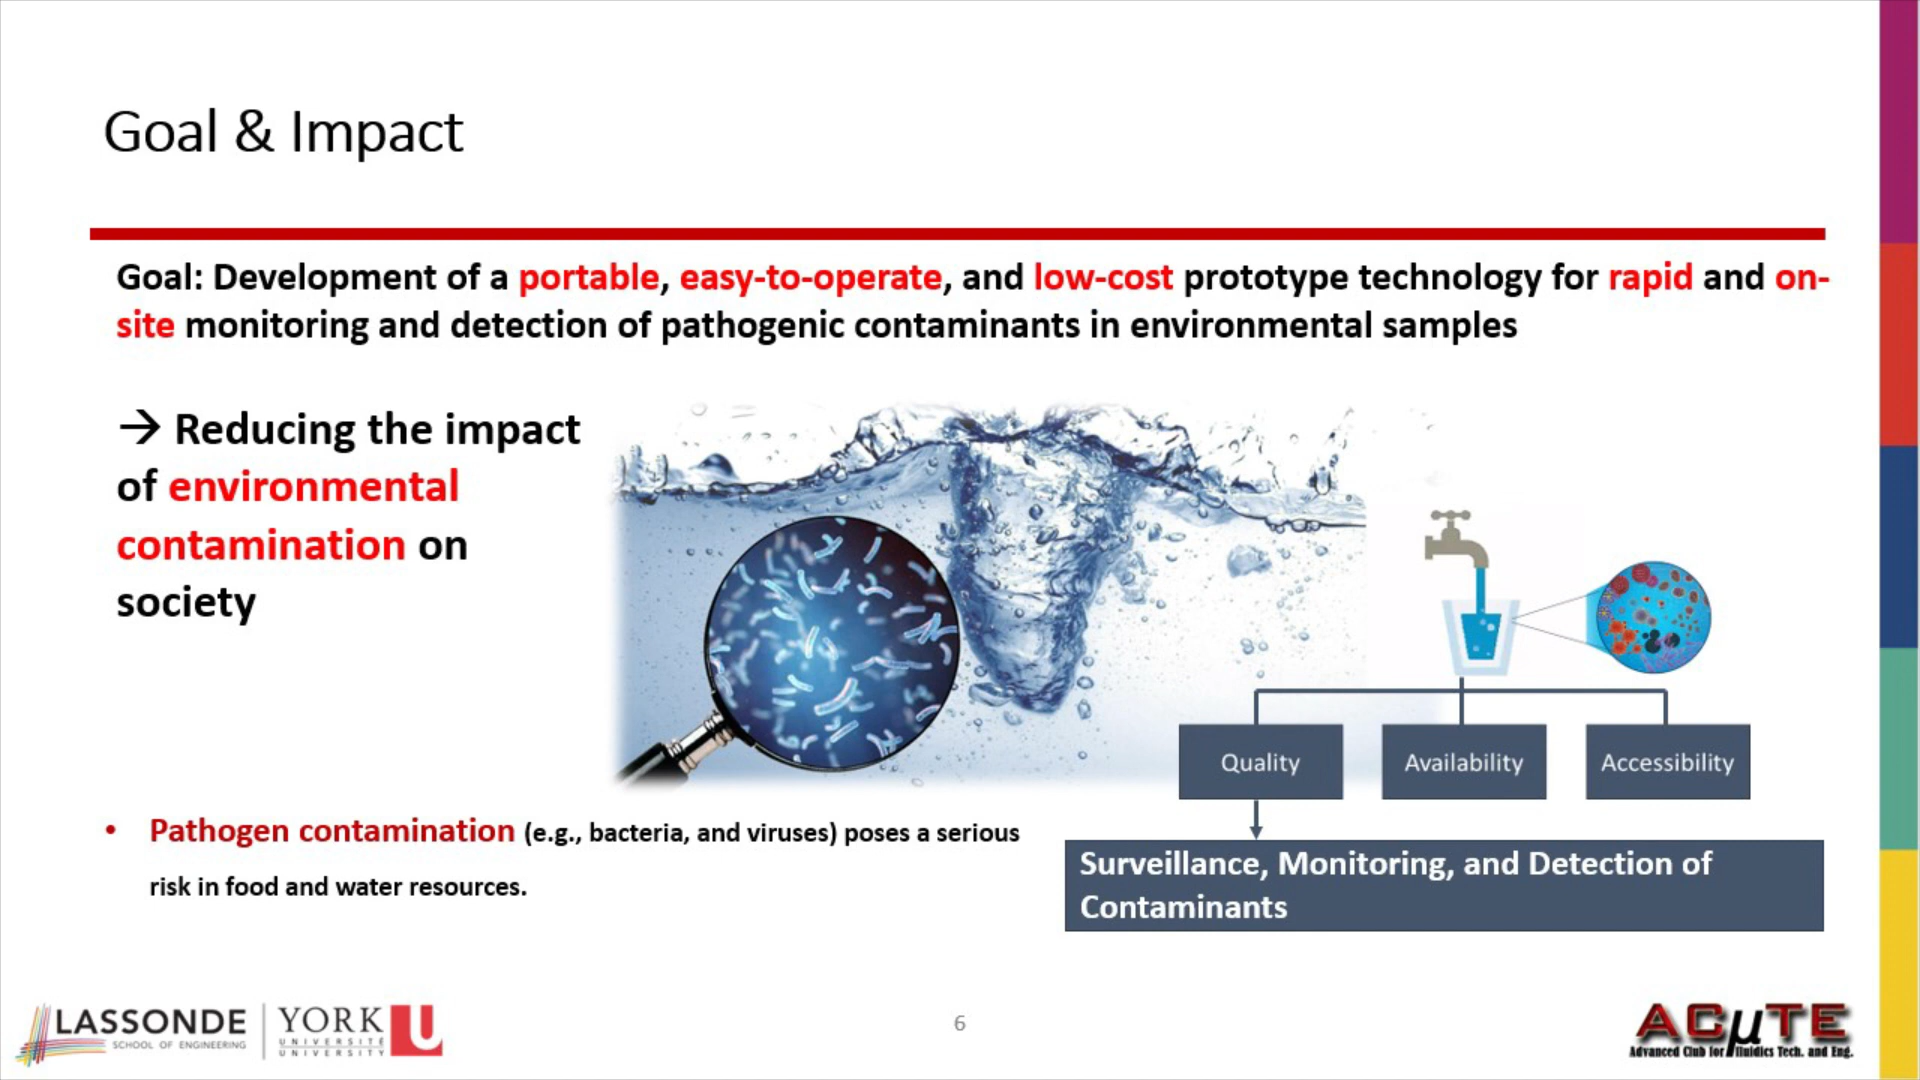 Goal & Impact
Goal: Development of a portable, easy-to-operate, and low-cost prototype technology for rapid and on-
site monitoring and detection of pathogenic contaminants in environmental samples
→ Reducing the impact
of environmental
contamination on
society
Quality
Availability
Accessibility
• Pathogen contamination (e.g., bacteria, and viruses) poses a serious
risk in food and water resources.
Surveillance, Monitoring, and Detection of
Contaminants
LASSONDE
SCHOOL OF ENGINEERING
YORK
UNIVERSITÉ
UNIVERSITY
U
6
ACµTE
Advanced Club for µfluidics Tech. and Eng.